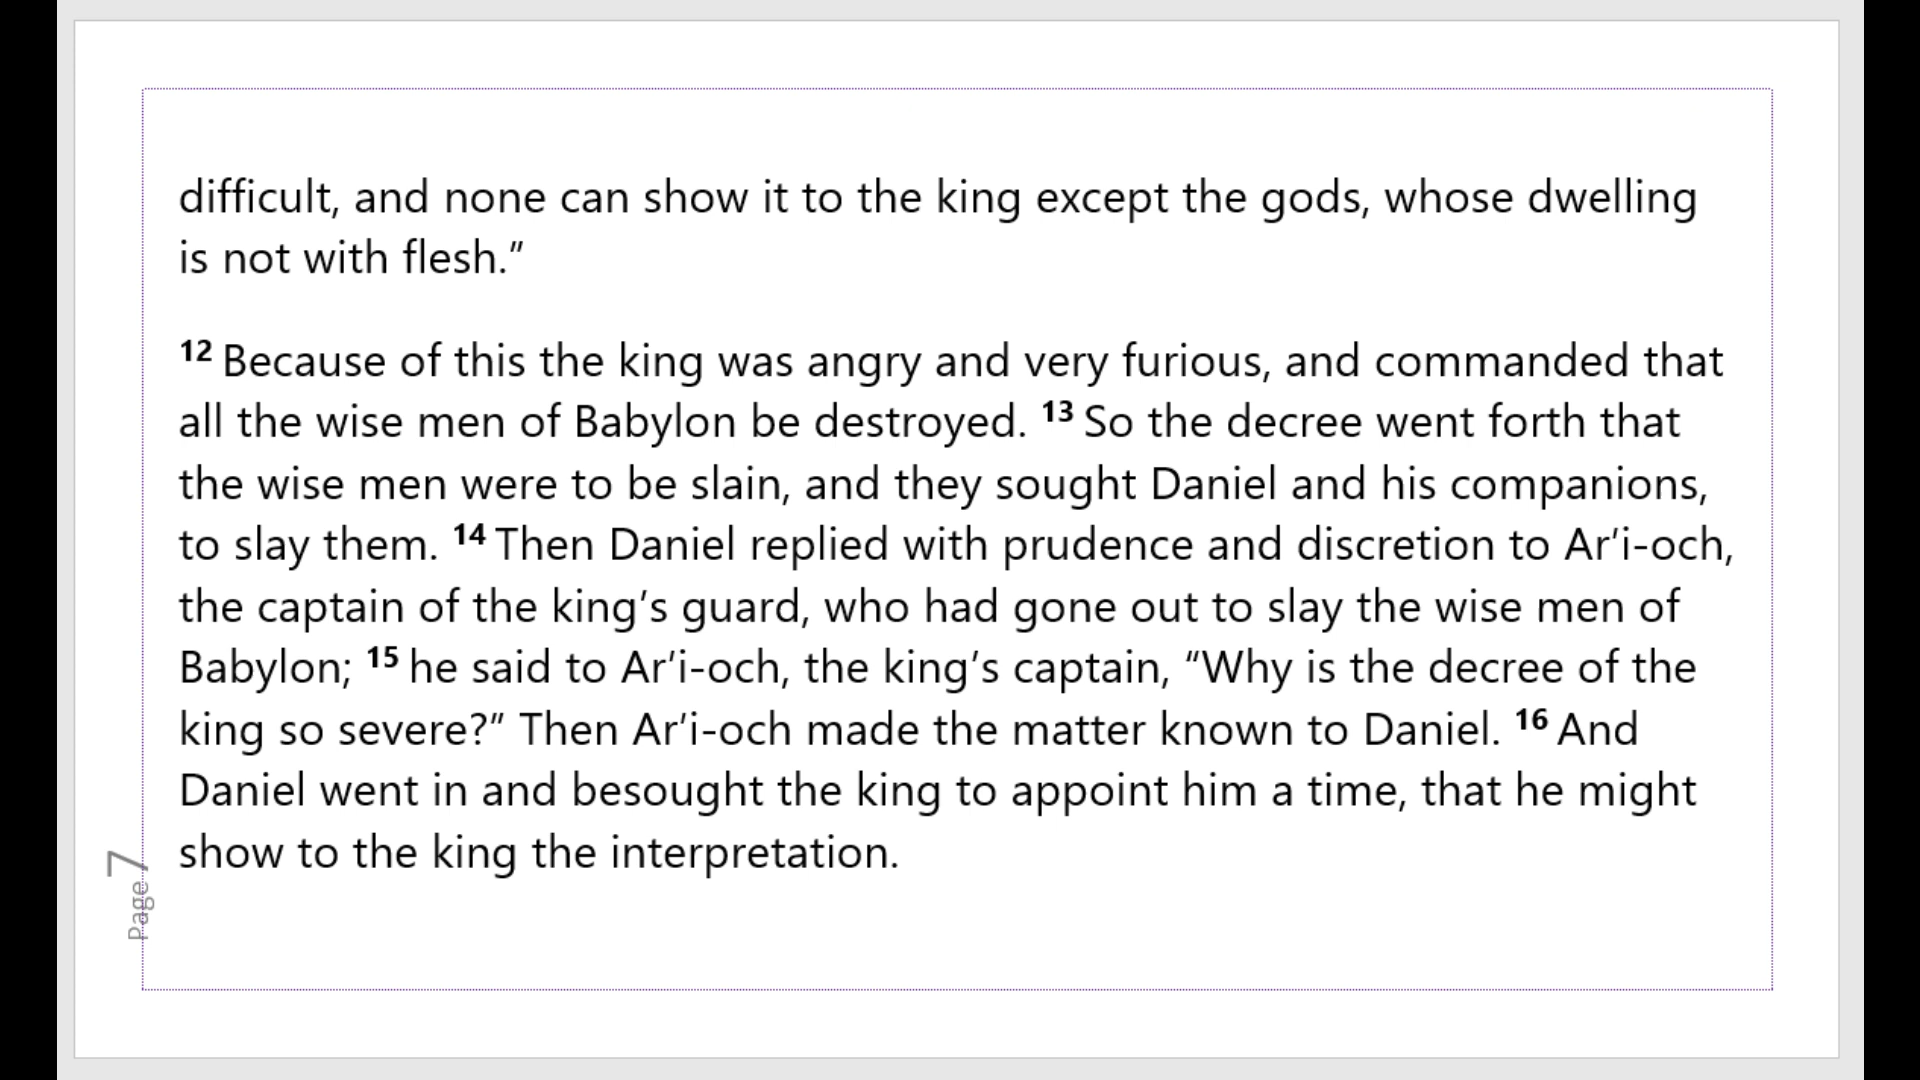 difficult, and none can show it to the king except the gods, whose dwelling
is not with flesh.”
12 Because of this the king was angry and very furious, and commanded that
all the wise men of Babylon be destroyed. 13 So the decree went forth that
the wise men were to be slain, and they sought Daniel and his companions,
to slay them. 14 Then Daniel replied with prudence and discretion to Ar′i-och,
the captain of the king’s guard, who had gone out to slay the wise men of
Babylon; 15 he said to Ar′i-och, the king’s captain, “Why is the decree of the
king so severe?” Then Ar′i-och made the matter known to Daniel. 16 And
Daniel went in and besought the king to appoint him a time, that he might
show to the king the interpretation.
Page 7